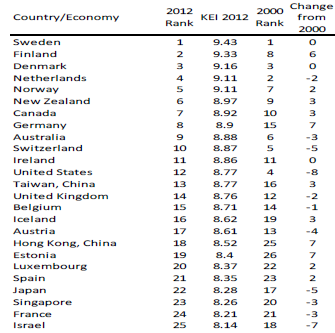 Country/Economy 2012 Rank KEI 2012 2000 Rank Change from 2000
Sweden 1 9.43 1 0
Finland 2 9.33 8 6
Denmark 3 9.16 3 0
Netherlands 4 9.11 2 -2
Norway 5 9.11 7 2
New Zealand 6 8.97 9 3
Canada 7 8.92 10 3
Germany 8 8.9 15 7
Australia 9 8.88 6 -3
Switzerland 10 8.87 5 -5
Ireland 11 8.86 11 0
United States 12 8.77 4 -8
Taiwan, China 13 8.77 16 3
United Kingdom 14 8.76 12 -2
Belgium 15 8.71 14 -1
Iceland 16 8.62 19 3
Austria 17 8.61 13 -4
Hong Kong, China 18 8.52 25 7
Estonia 19 8.4 26 7
Luxembourg 20 8.37 22 2
Spain 21 8.35 23 2
Japan 22 8.28 17 -5
Singapore 23 8.26 20 -3
France 24 8.21 21 -3
Israel 25 8.14 18 -7